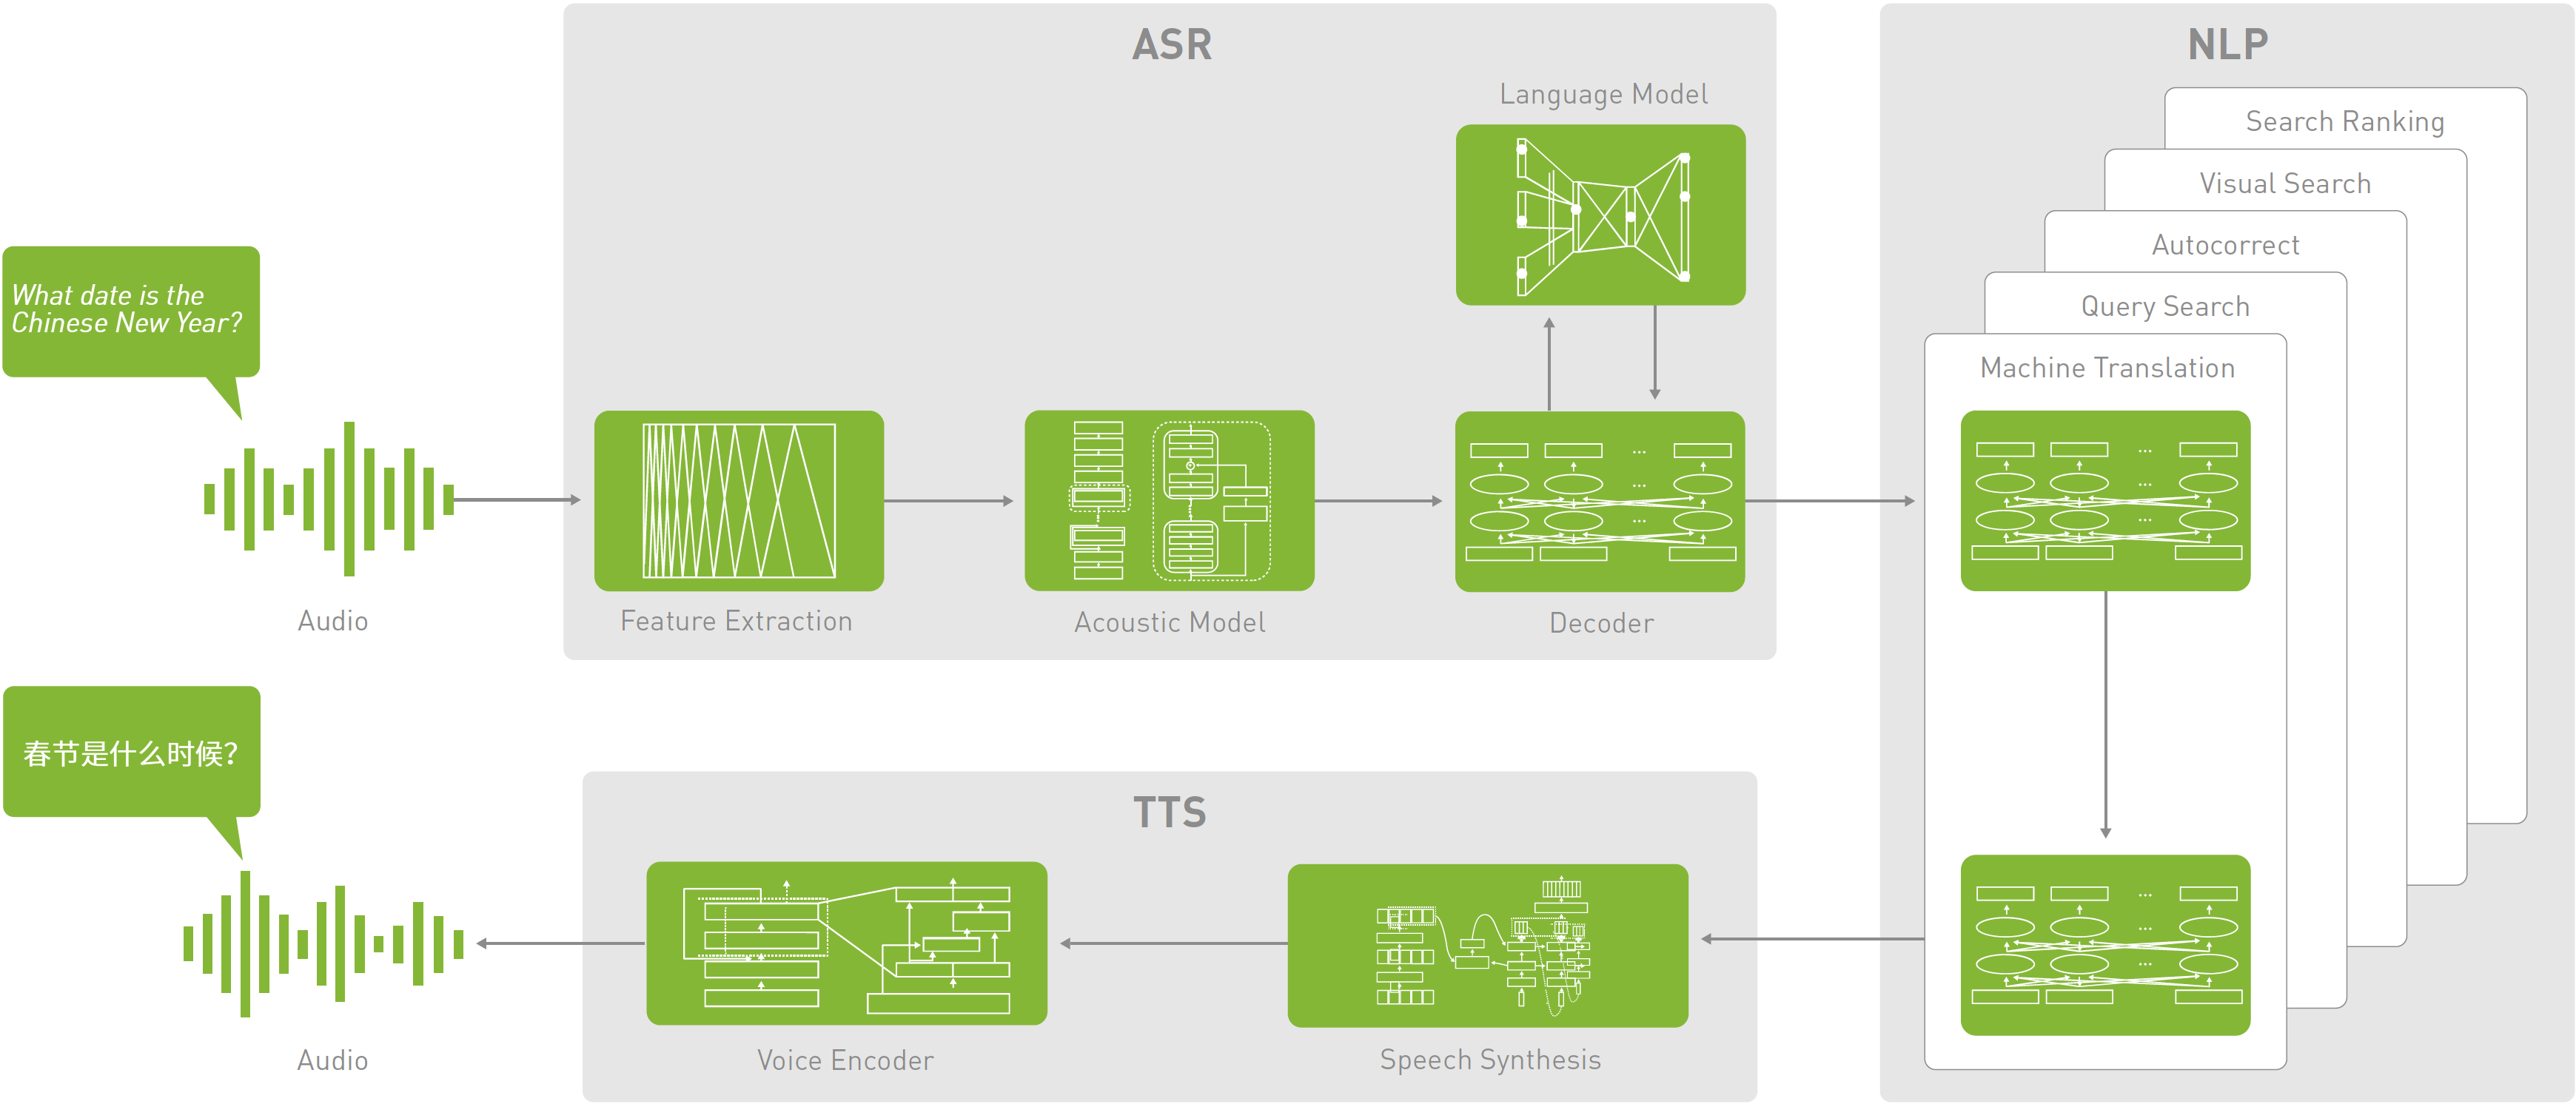 ASR
Language Model
What date is the
Chinese New Year?
Audio
Feature Extraction
Acoustic Model
Decoder
NLP
Search Ranking
Visual Search
Autocorrect
Query Search
Machine Translation
春节是什么时候？
Audio
TTS
Voice Encoder
Speech Synthesis